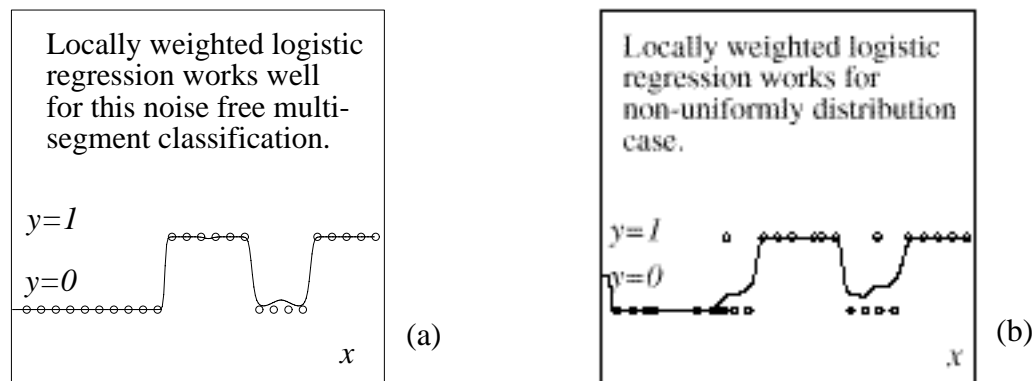 Locally weighted logistic
regression works well
for this noise free multi-
segment classification.
y=1
y=0
x
(a)
Locally weighted logistic
regression works for
non-uniformly distribution
case.
y=1
y=0
x
(b)